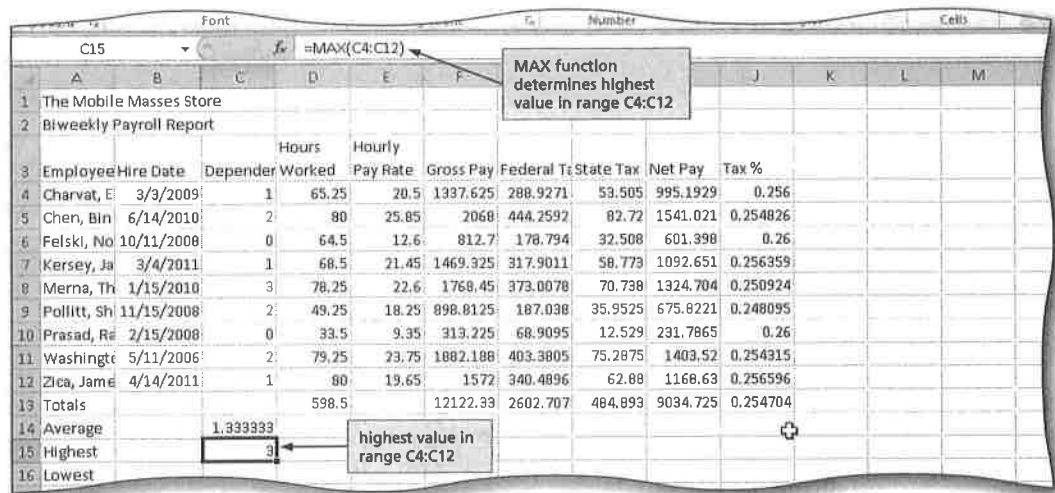 Font Number Cells
C15 fx =MAX(C4:C12)
MAX function
determines highest
value in range C4:C12
A B C D E F J K L M
1 The Mobile Masses Store
2 Biweekly Payroll Report
Hours Hourly
3 Employee Hire Date Depender Worked Pay Rate Gross Pay Federal Ta State Tax Net Pay Tax %
4 Charvat, E 3/3/2009 1 65.25 20.5 1337.625 288.9271 53.505 995.1929 0.256
5 Chen, Bin 6/14/2010 2 80 25.85 2068 444.2592 82.72 1541.021 0.254826
6 Felski, No 10/11/2008 0 64.5 12.6 812.7 178.794 32.508 601.398 0.26
7 Kersey, Ja 3/4/2011 1 68.5 21.45 1469.325 317.9011 58.773 1092.651 0.256359
8 Merna, Th 1/15/2010 3 78.25 22.6 1768.45 373.0078 70.738 1324.704 0.250924
9 Pollitt, Sh 11/15/2008 2 49.25 18.25 898.8125 187.038 35.9525 675.8221 0.248095
10 Prasad, Ra 2/15/2008 0 33.5 9.35 313.225 68.9095 12.529 231.7865 0.26
11 Washingto 5/11/2006 2 79.25 23.75 1882.188 403.3805 75.2875 1403.52 0.254315
12 Zica, Jame 4/14/2011 1 80 19.65 1572 340.4896 62.88 1168.63 0.256596
13 Totals 598.5 12122.33 2602.707 484.893 9034.725 0.254704
14 Average 1.333333
15 Highest 3
highest value in
range C4:C12
16 Lowest